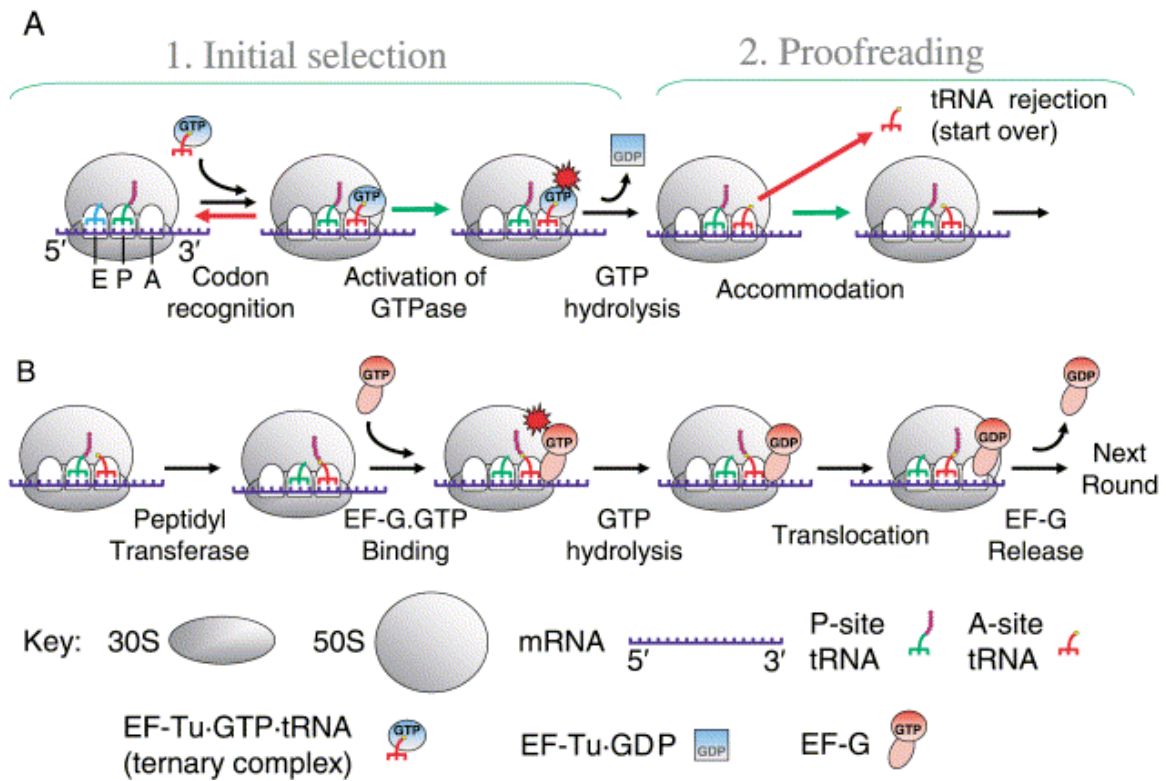 A
1. Initial selection
2. Proofreading
tRNA rejection
(start over)
GTP
GDP
GTP
GTP
5′
E P A
3′
Codon
recognition
Activation of
GTPase
GTP
hydrolysis
Accommodation
B
GTP
GDP
GTP
GDP
GDP
Peptidyl
Transferase
EF-G.GTP
Binding
GTP
hydrolysis
Translocation
EF-G
Release
Next
Round
Key:
30S
50S
mRNA
5′
3′
P-site
tRNA
A-site
tRNA
EF-Tu·GTP·tRNA
(ternary complex)
GTP
EF-Tu·GDP
GDP
EF-G
GTP